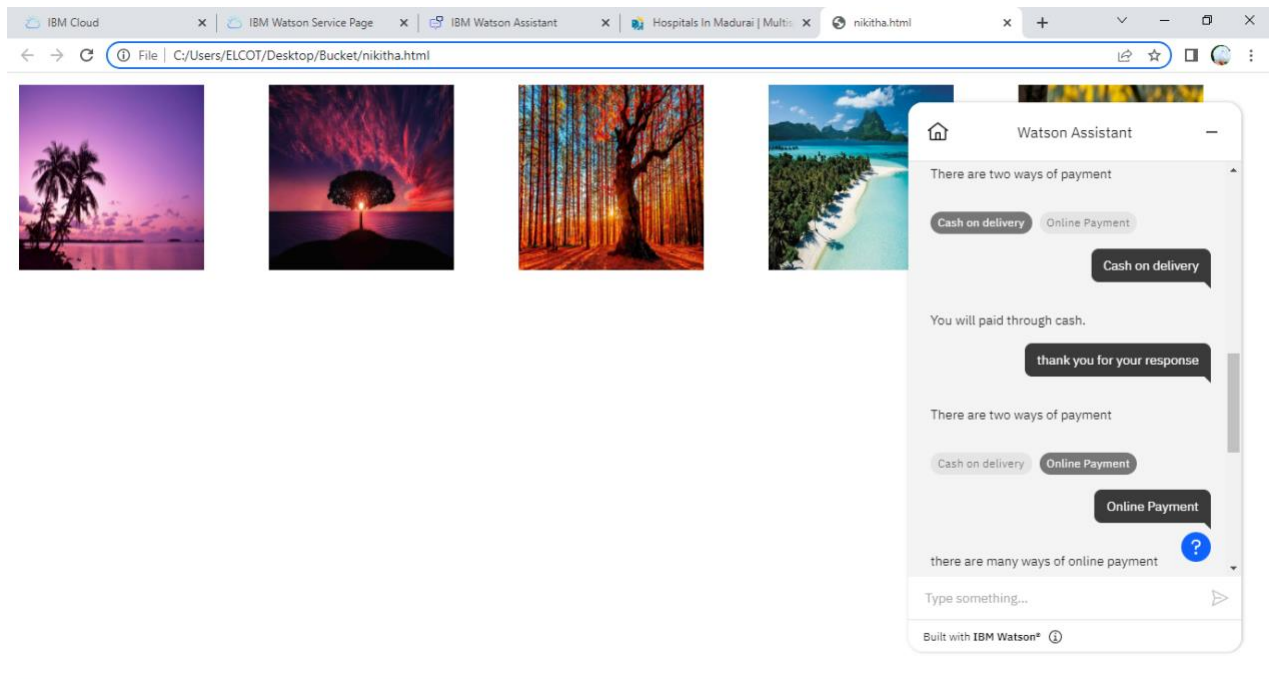 IBM Cloud
IBM Watson Service Page
IBM Watson Assistant
Hospitals In Madurai | Multi
nikitha.html
File | C:/Users/ELCOT/Desktop/Bucket/nikitha.html
Watson Assistant
There are two ways of payment
Cash on delivery Online Payment
Cash on delivery
You will paid through cash.
thank you for your response
There are two ways of payment
Cash on delivery Online Payment
Online Payment
there are many ways of online payment
Type something...
Built with IBM Watson®